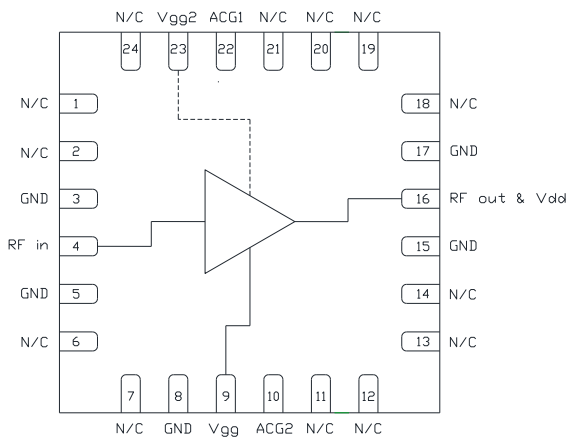 N/C Vgg2 ACG1 N/C N/C N/C
24 23 22 21 20 19
N/C 1 18 N/C
N/C 2 17 GND
GND 3 16 RF out & Vdd
RF in 4 15 GND
GND 5 14 N/C
N/C 6 13 N/C
7 8 9 10 11 12
N/C GND Vgg ACG2 N/C N/C